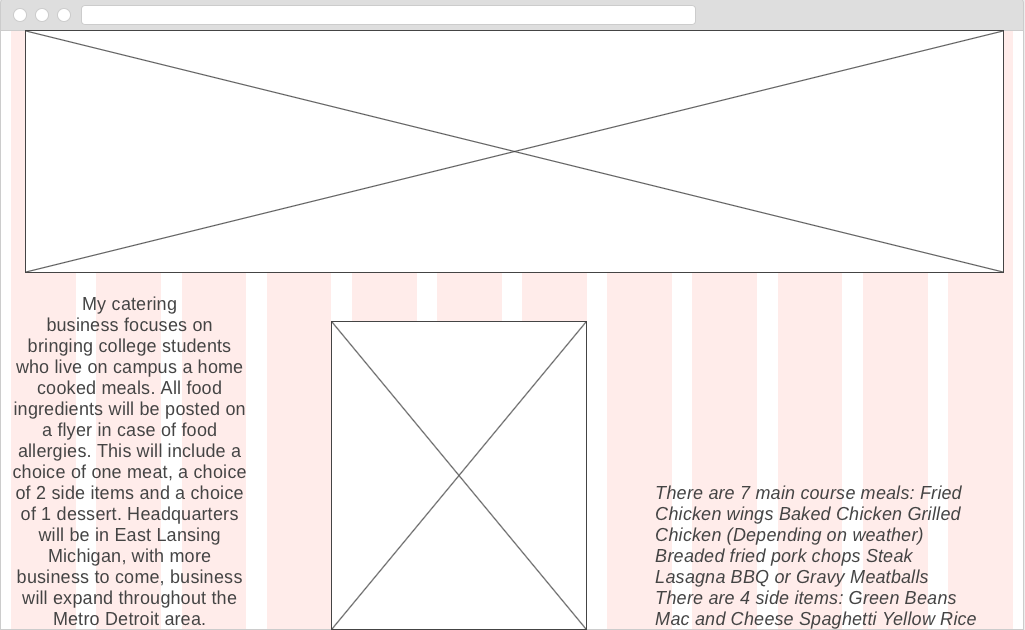 My catering
business focuses on
bringing college students
who live on campus a home
cooked meals. All food
ingredients will be posted on
a flyer in case of food
allergies. This will include a
choice of one meat, a choice
of 2 side items and a choice
of 1 dessert. Headquarters
will be in East Lansing
Michigan, with more
business to come, business
will expand throughout the
Metro Detroit area.
There are 7 main course meals: Fried
Chicken wings Baked Chicken Grilled
Chicken (Depending on weather)
Breaded fried pork chops Steak
Lasagna BBQ or Gravy Meatballs
There are 4 side items: Green Beans
Mac and Cheese Spaghetti Yellow Rice